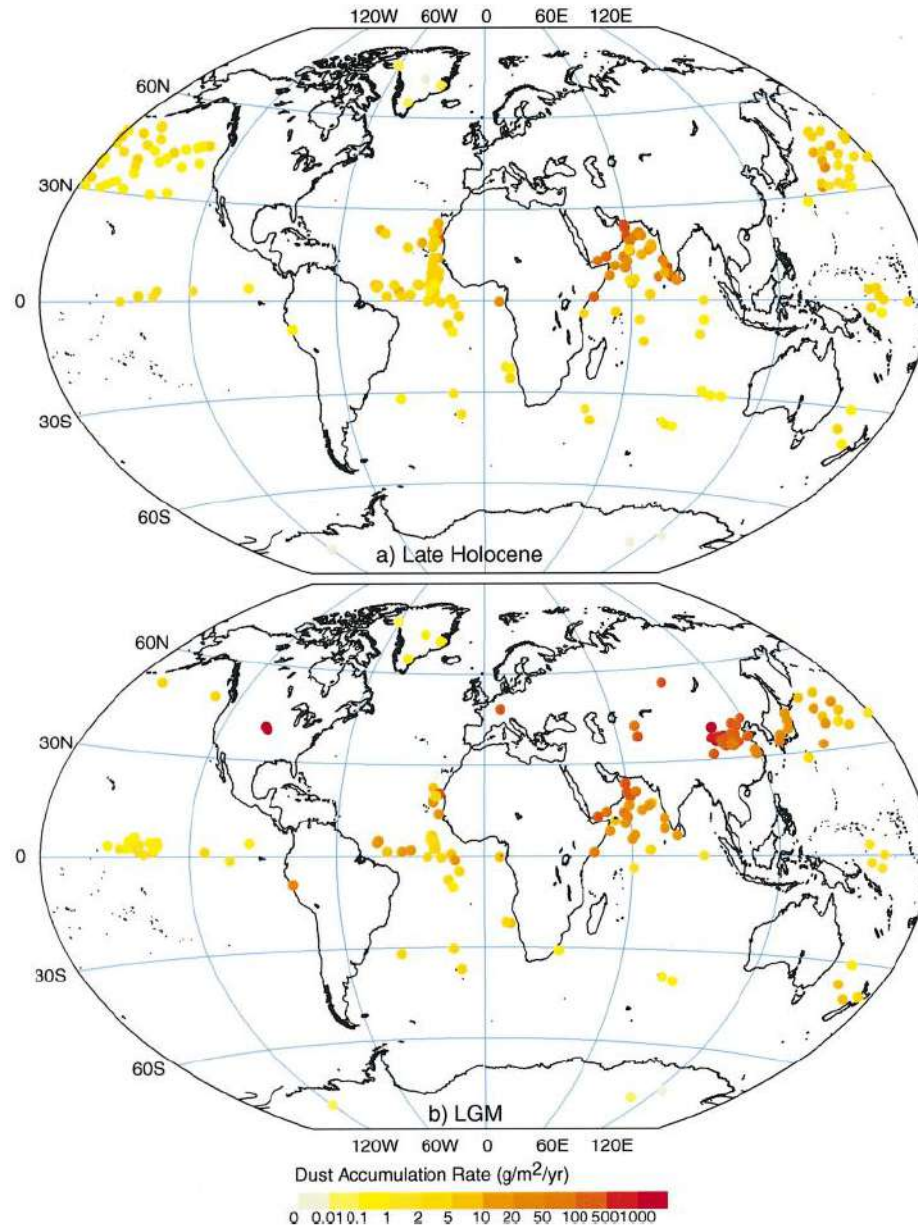 120W 60W 0 60E 120E
60N
30N
0
30S
60S
a) Late Holocene
60N
30N
0
30S
60S
b) LGM
120W 60W 0 60E 120E
Dust Accumulation Rate (g/m²/yr)
0 0.01 0.1 1 2 5 10 20 50 100 500 1000